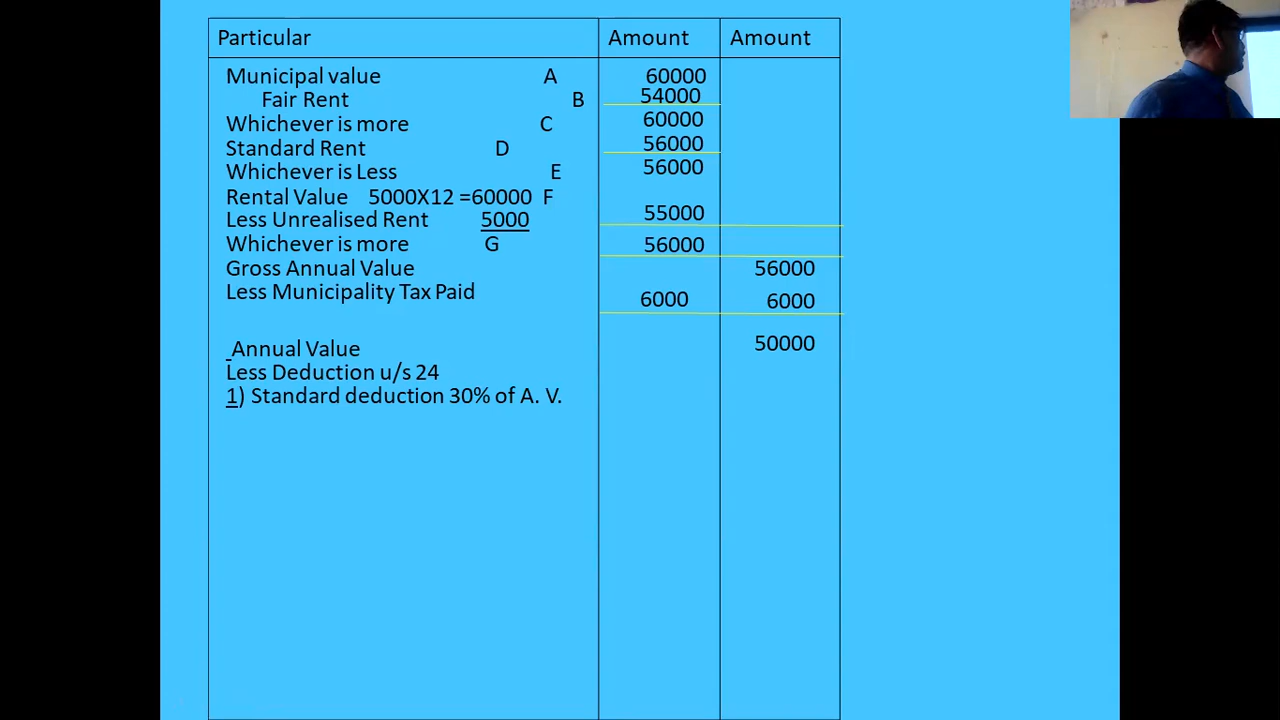 Particular Amount Amount
Municipal value A 60000
Fair Rent B 54000
Whichever is more C 60000
Standard Rent D 56000
Whichever is Less E 56000
Rental Value 5000X12 =60000 F
Less Unrealised Rent 5000 55000
Whichever is more G 56000
Gross Annual Value 56000
Less Municipality Tax Paid 6000 6000
Annual Value 50000
Less Deduction u/s 24
1) Standard deduction 30% of A. V.